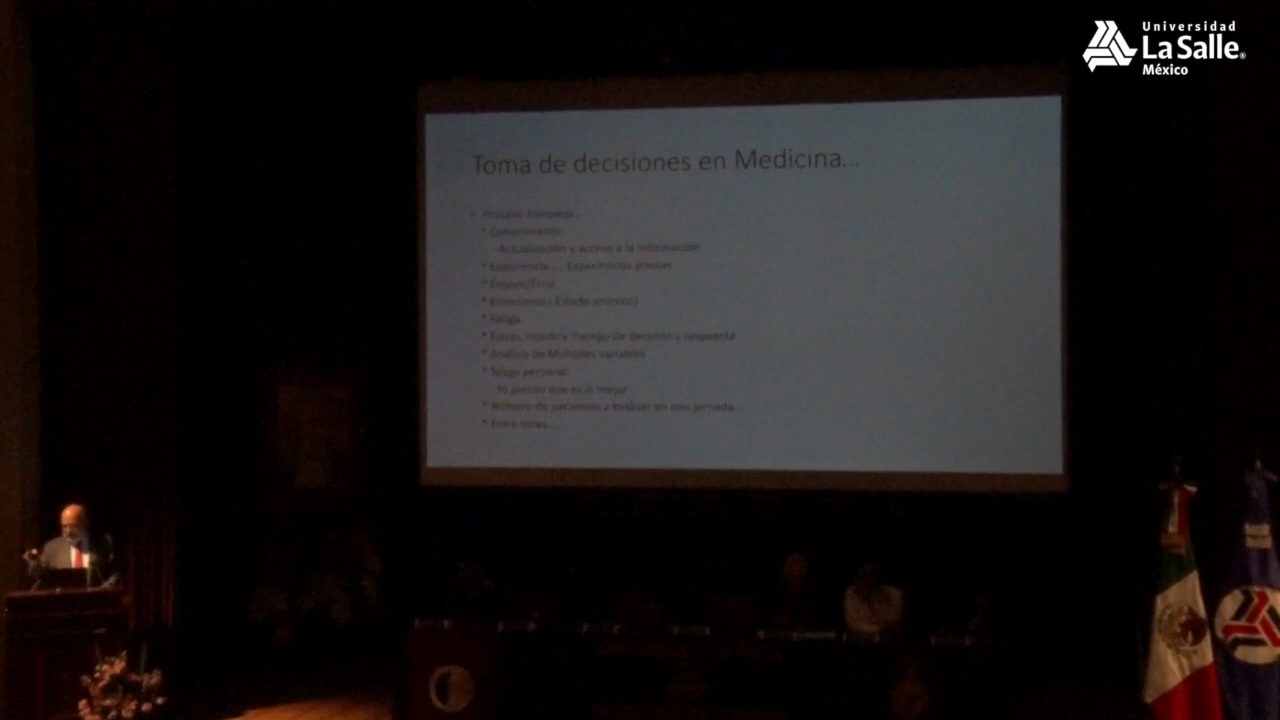 Universidad
La Salle®
México
Toma de decisiones en Medicina...
Proceso complejo...
* Conocimiento
- Actualización y acceso a la información
* Experiencia.... Experiencias previas
* Ensayo/Error
* Emociones ( Estado anímico)
* Fatiga
* Estres, miedo y Tiempo de decisión y respuesta
* Análisis de Múltiples variables
* Sesgo personal
Yo pienso que es lo mejor
* Número de pacientes a evaluar en una jornada
* Entre otras...